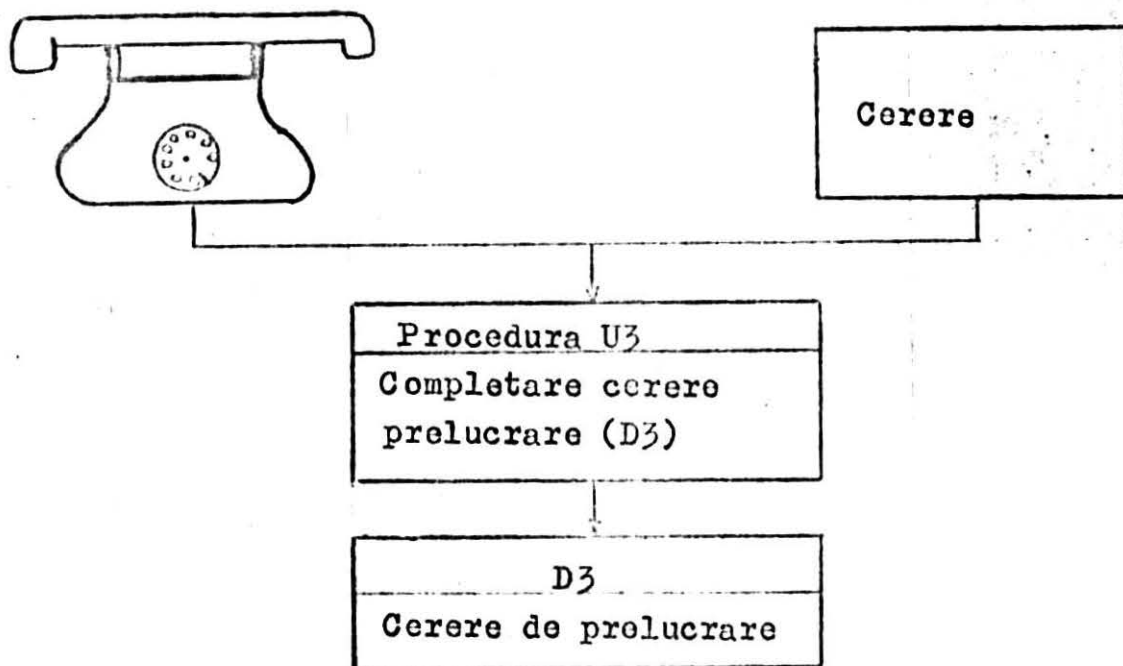 Cerere
Procedura U3
Completare cerere
prelucrare (D3)
D3
Cerere de prelucrare